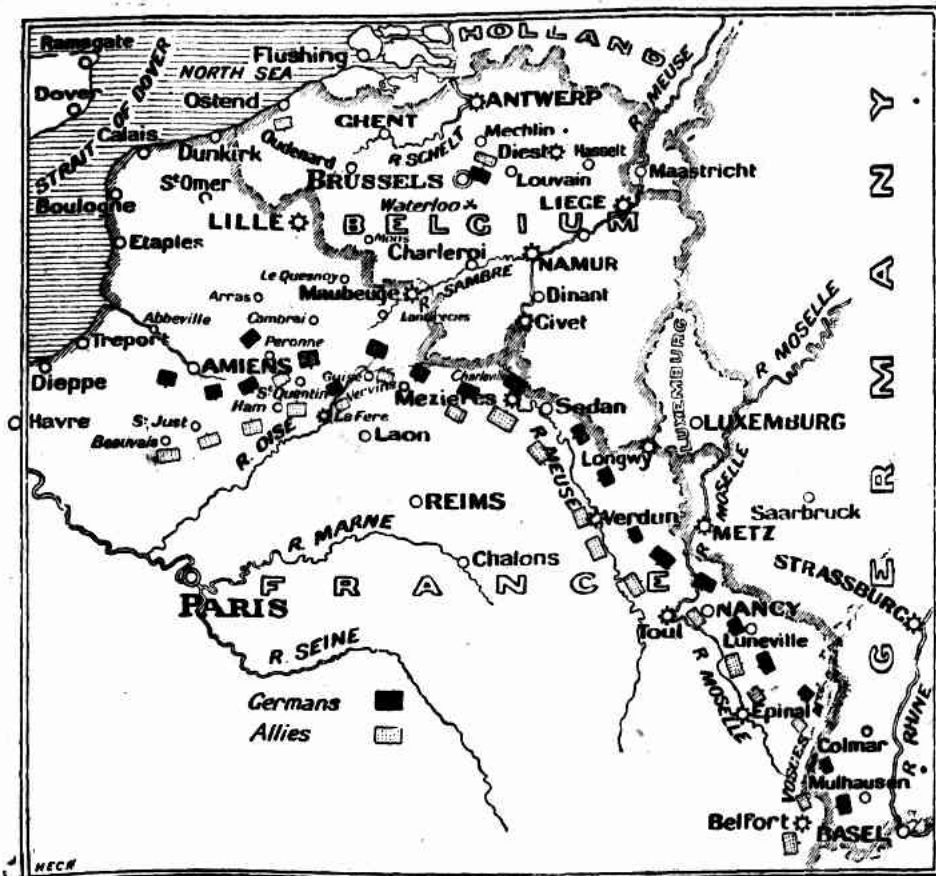 HOLLAND
Ramsgate
Flushing
NORTH SEA
R MEUSE
Dover
STRAIT OF DOVER
Ostend
ANTWERP
GHENT
Calais
Dunkirk
Oudenard
R SCHELT
Mechlin
Diest
Hasselt
Maastricht
St Omer
BRUSSELS
Louvain
Boulogne
Waterloo
LIEGE
LILLE
BELGIUM
Etaples
Mons
Charleroi
NAMUR
Le Quesnoy
R SAMBRE
Maubeuge
Dinant
Arras
Landrecies
Abbeville
Cambrai
Givet
Treport
Peronne
AMIENS
Dieppe
St Quentin
Guise
Vervins
Charleville
LUXEMBURG
R MOSELLE
GERMANY
Havre
St Just
Ham
La Fere
Mezieres
Sedan
LUXEMBURG
Beauvais
R. OISE
Laon
Longwy
R. MEUSE
R MOSELLE
REIMS
Verdun
METZ
Saarbruck
R. MARNE
Chalons
FRANCE
STRASSBURG
PARIS
NANCY
Toul
Luneville
R. SEINE
R MOSELLE
Germans
Epinal
Allies
VOSGES
Colmar
R RHINE
Mulhausen
Belfort
BASEL
HECH